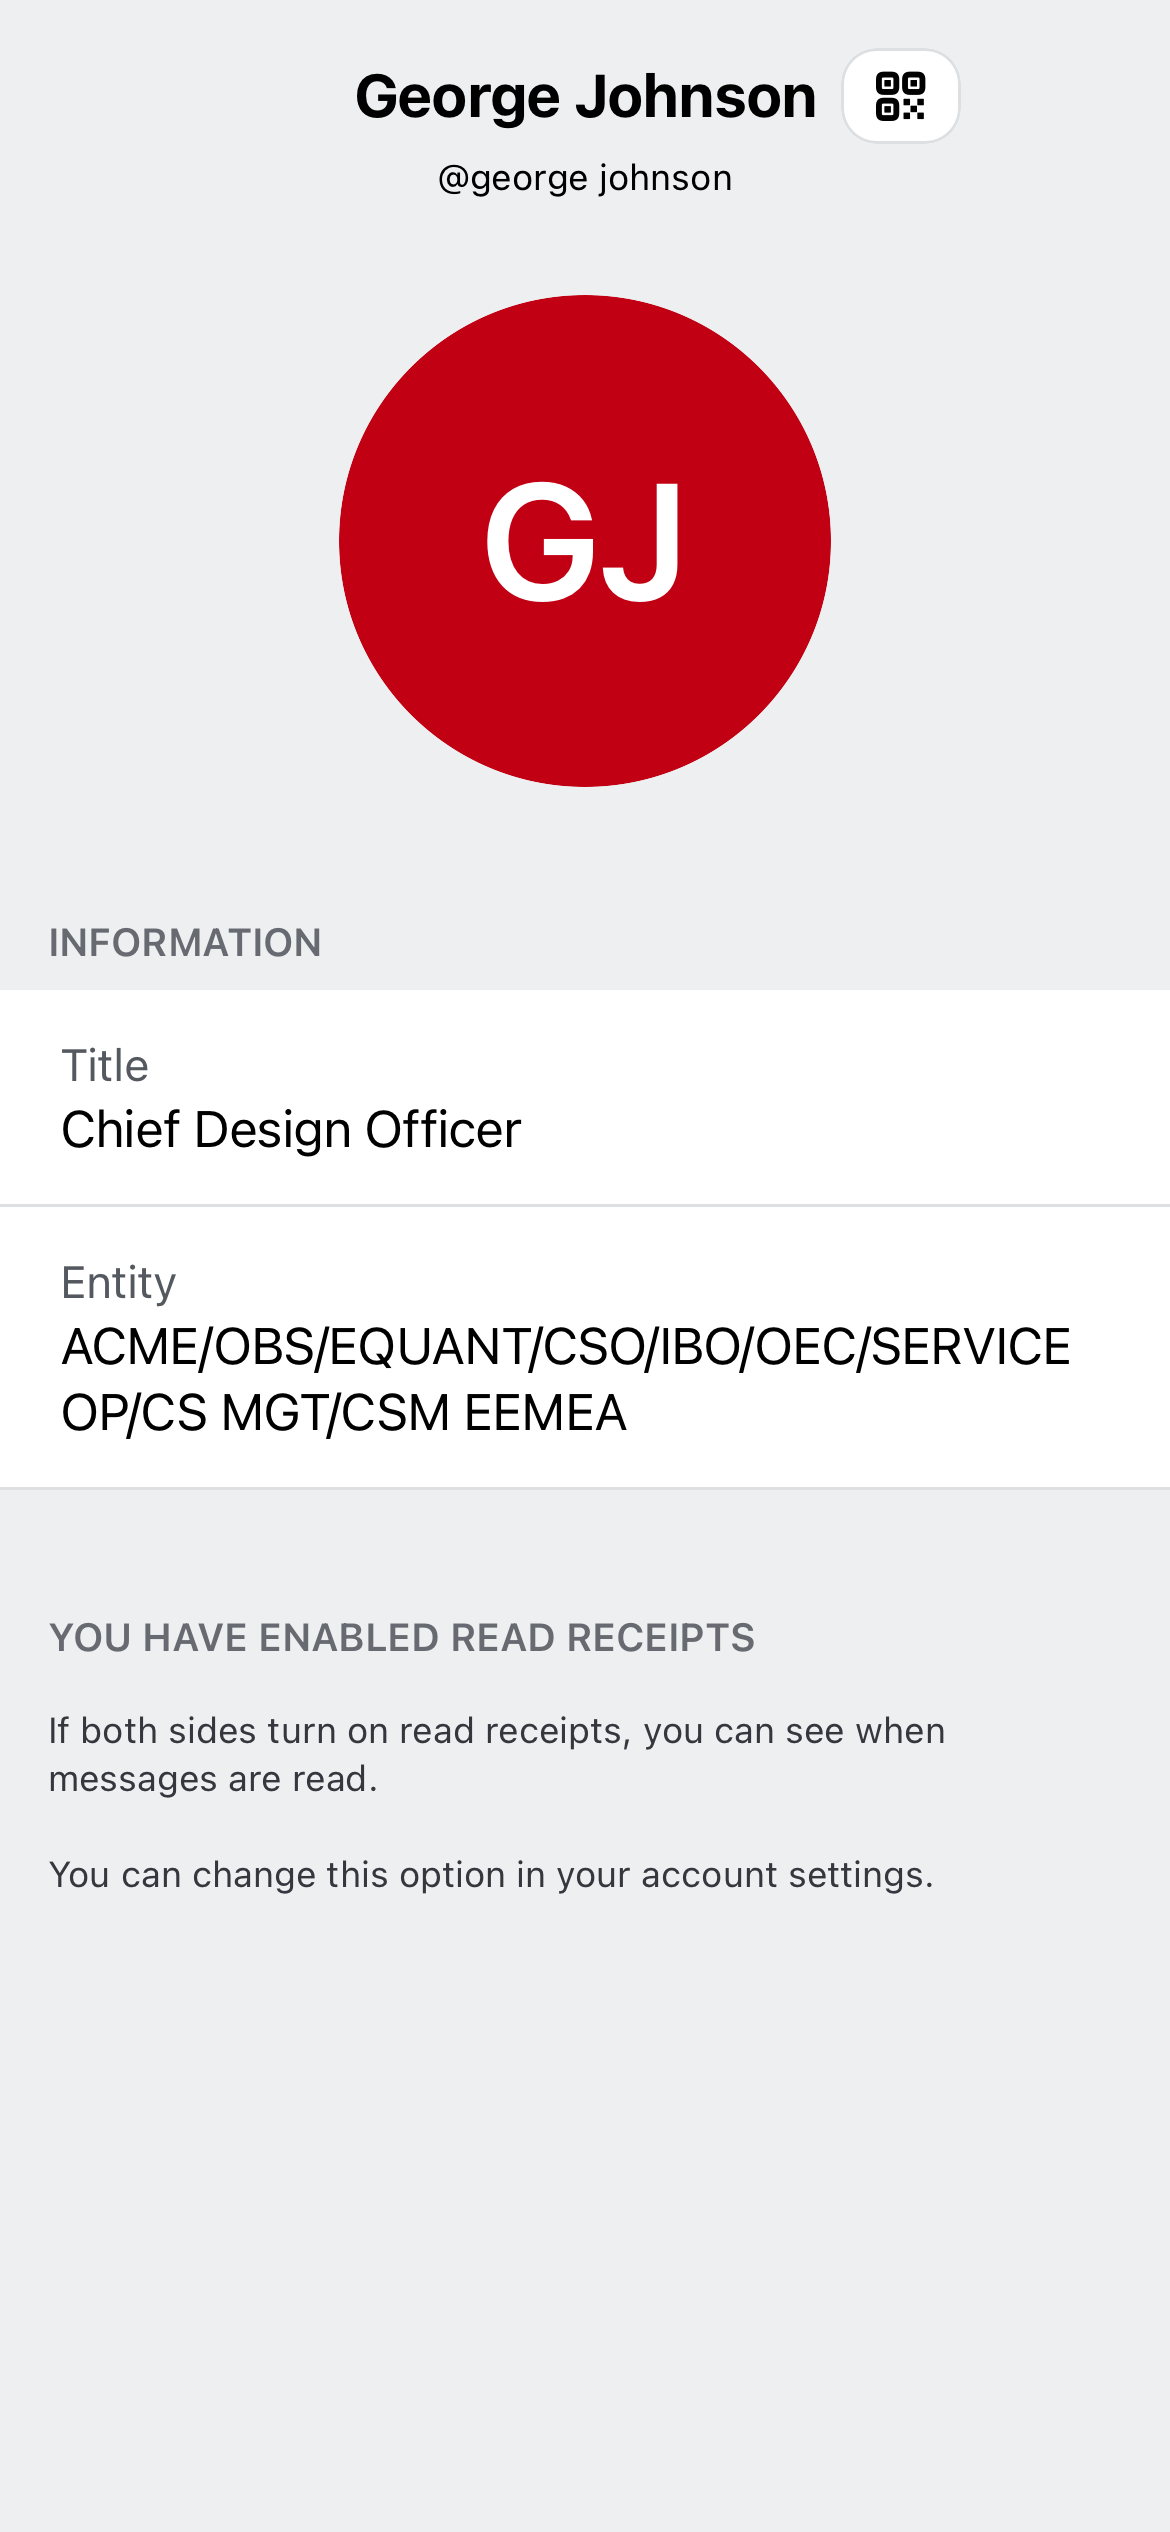 George Johnson
@george johnson
GJ
INFORMATION
Title
Chief Design Officer
Entity
ACME/OBS/EQUANT/CSO/IBO/OEC/SERVICE
OP/CS MGT/CSM EEMEA
YOU HAVE ENABLED READ RECEIPTS
If both sides turn on read receipts, you can see when
messages are read.
You can change this option in your account settings.